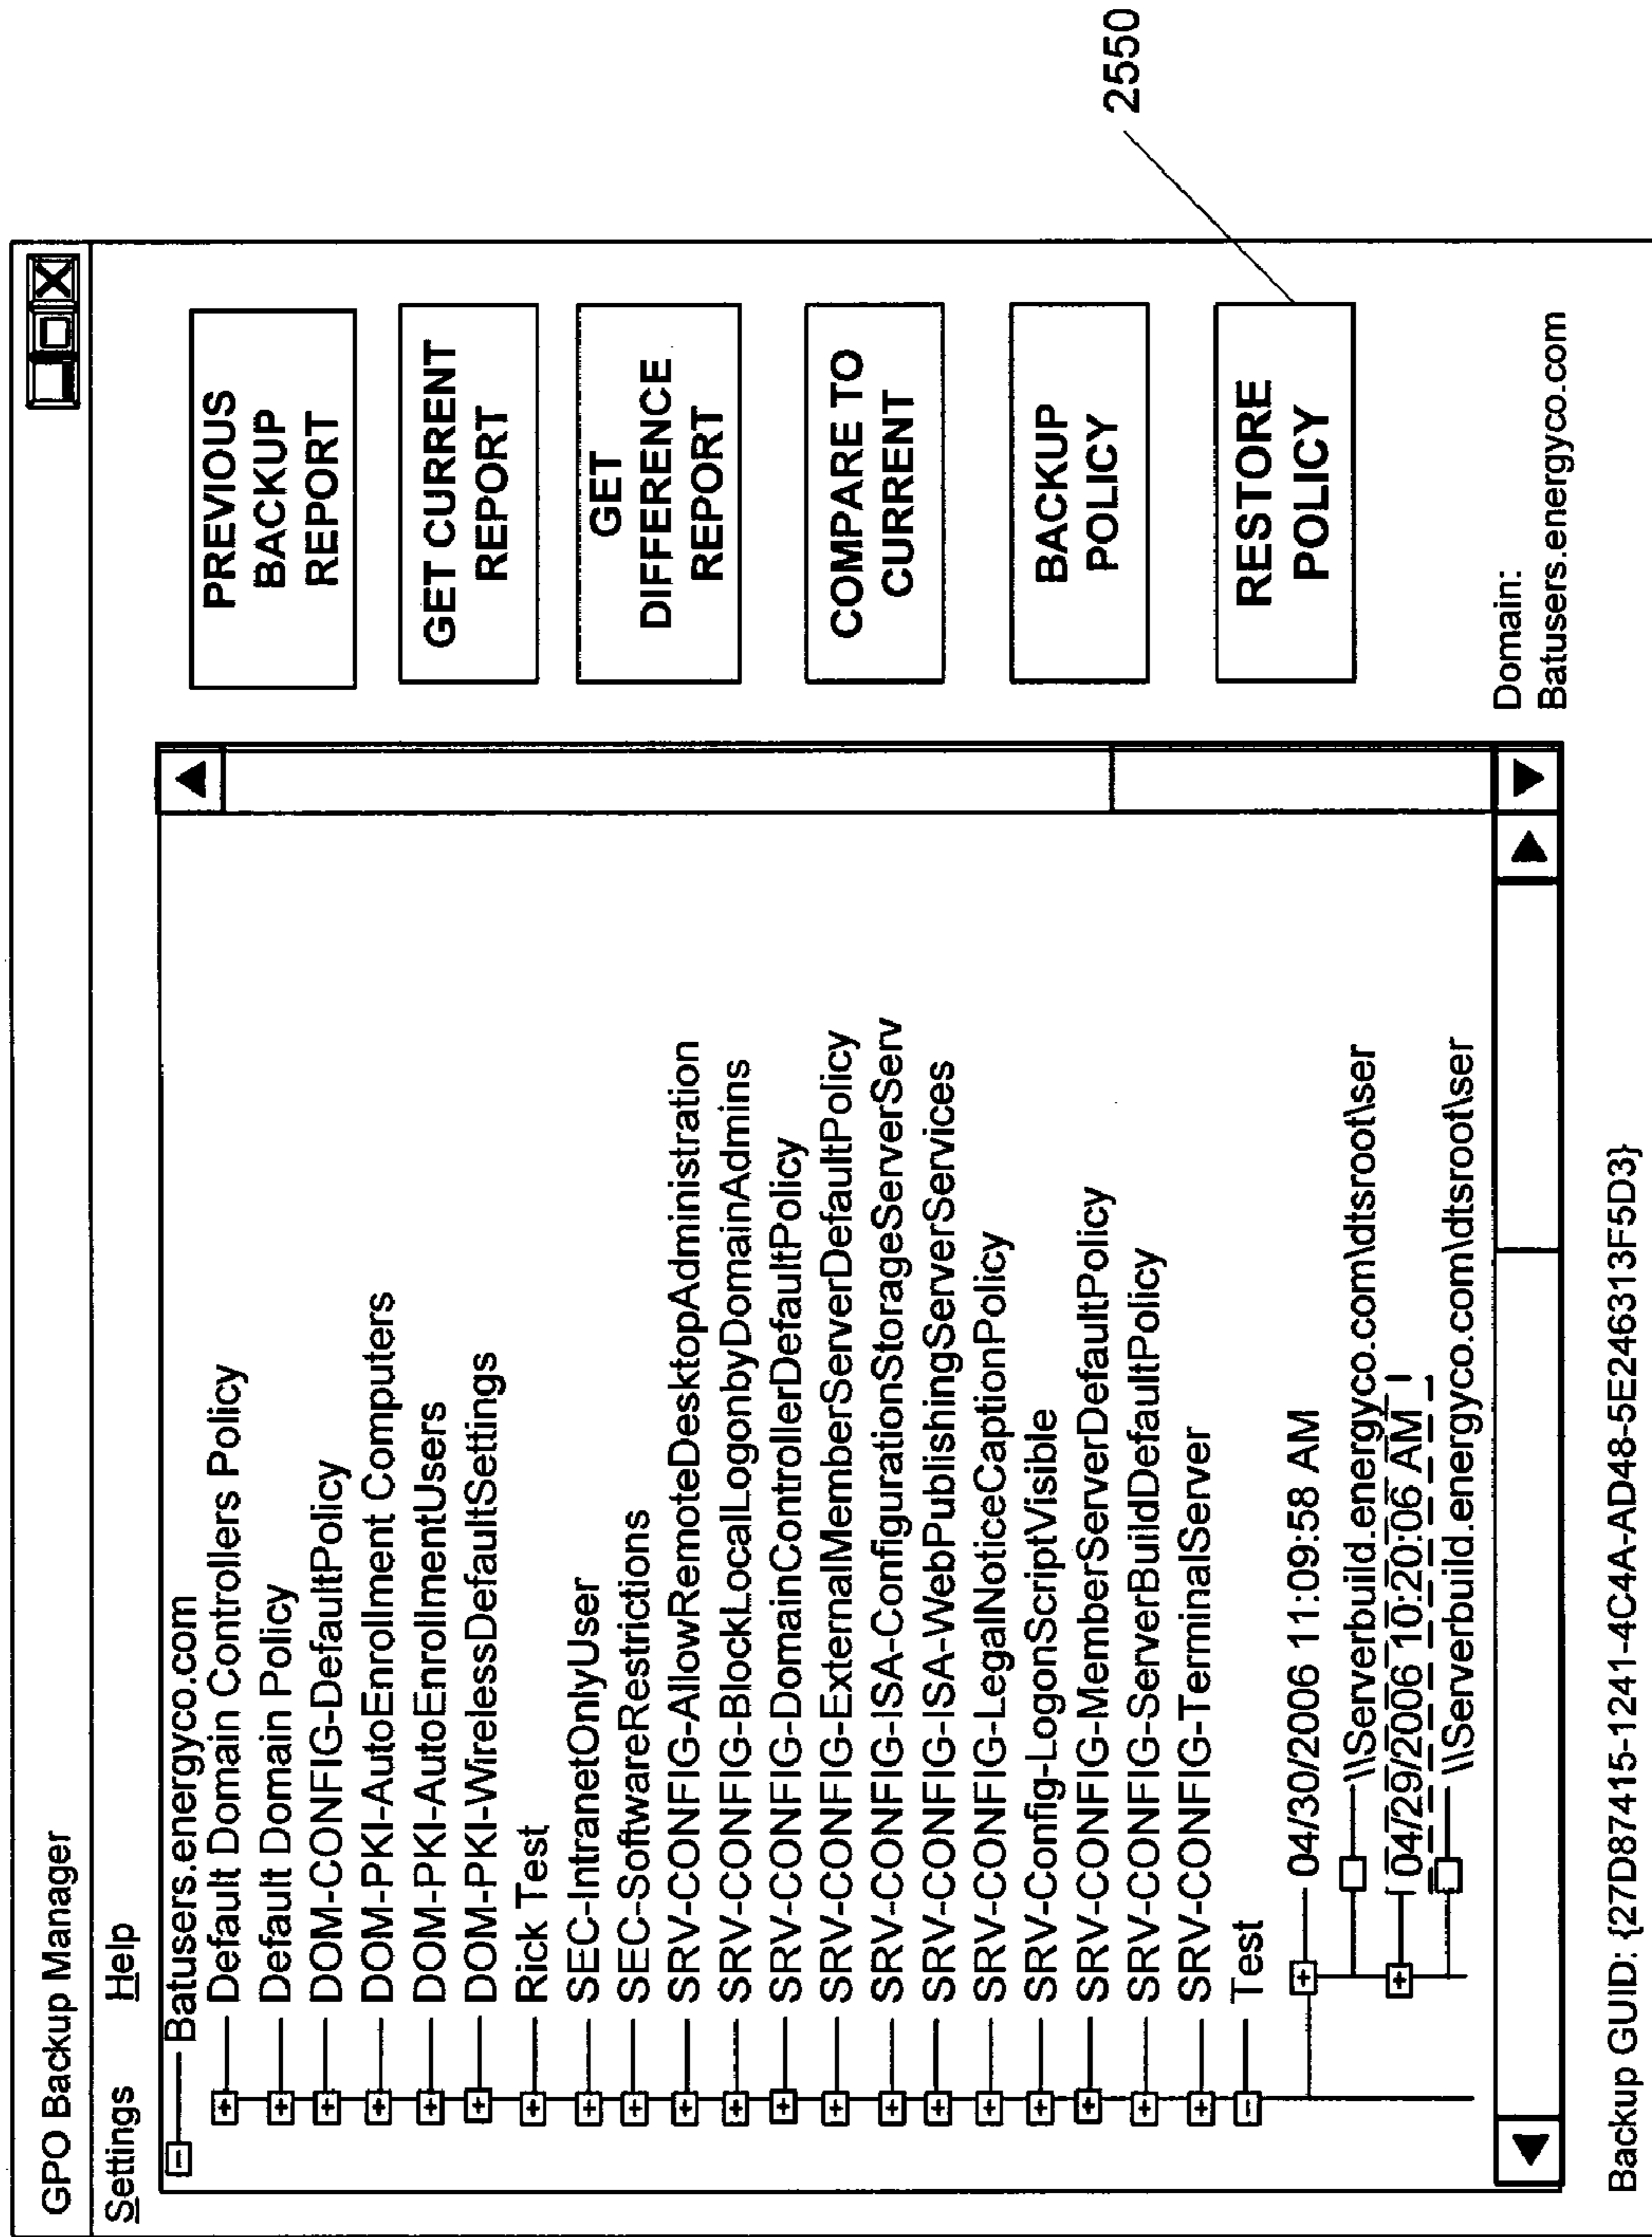 GPO Backup Manager
Settings Help
Batusers.energyco.com
Default Domain Controllers Policy
Default Domain Policy
DOM-CONFIG-DefaultPolicy
DOM-PKI-AutoEnrollment Computers
DOM-PKI-AutoEnrollmentUsers
DOM-PKI-WirelessDefaultSettings
Rick Test
SEC-IntranetOnlyUser
SEC-SoftwareRestrictions
SRV-CONFIG-AllowRemoteDesktopAdministration
SRV-CONFIG-BlockLocalLogonbyDomainAdmins
SRV-CONFIG-DomainControllerDefaultPolicy
SRV-CONFIG-ExternalMemberServerDefaultPolicy
SRV-CONFIG-ISA-ConfigurationStorageServerServ
SRV-CONFIG-ISA-WebPublishingServerServices
SRV-CONFIG-LegalNoticeCaptionPolicy
SRV-Config-LogonScriptVisible
SRV-CONFIG-MemberServerDefaultPolicy
SRV-CONFIG-ServerBuildDefaultPolicy
SRV-CONFIG-TerminalServer
Test
04/30/2006 11:09:58 AM
\\Serverbuild.energyco.com\dtsroot\ser
04/29/2006 10:20:06 AM
\\Serverbuild.energyco.com\dtsroot\ser
PREVIOUS
BACKUP
REPORT
GET CURRENT
REPORT
GET
DIFFERENCE
REPORT
COMPARE TO
CURRENT
BACKUP
POLICY
RESTORE
POLICY
2550
Domain:
Batusers.energyco.com
Backup GUID: {27D87415-1241-4C4A-AD48-5E246313F5D3}